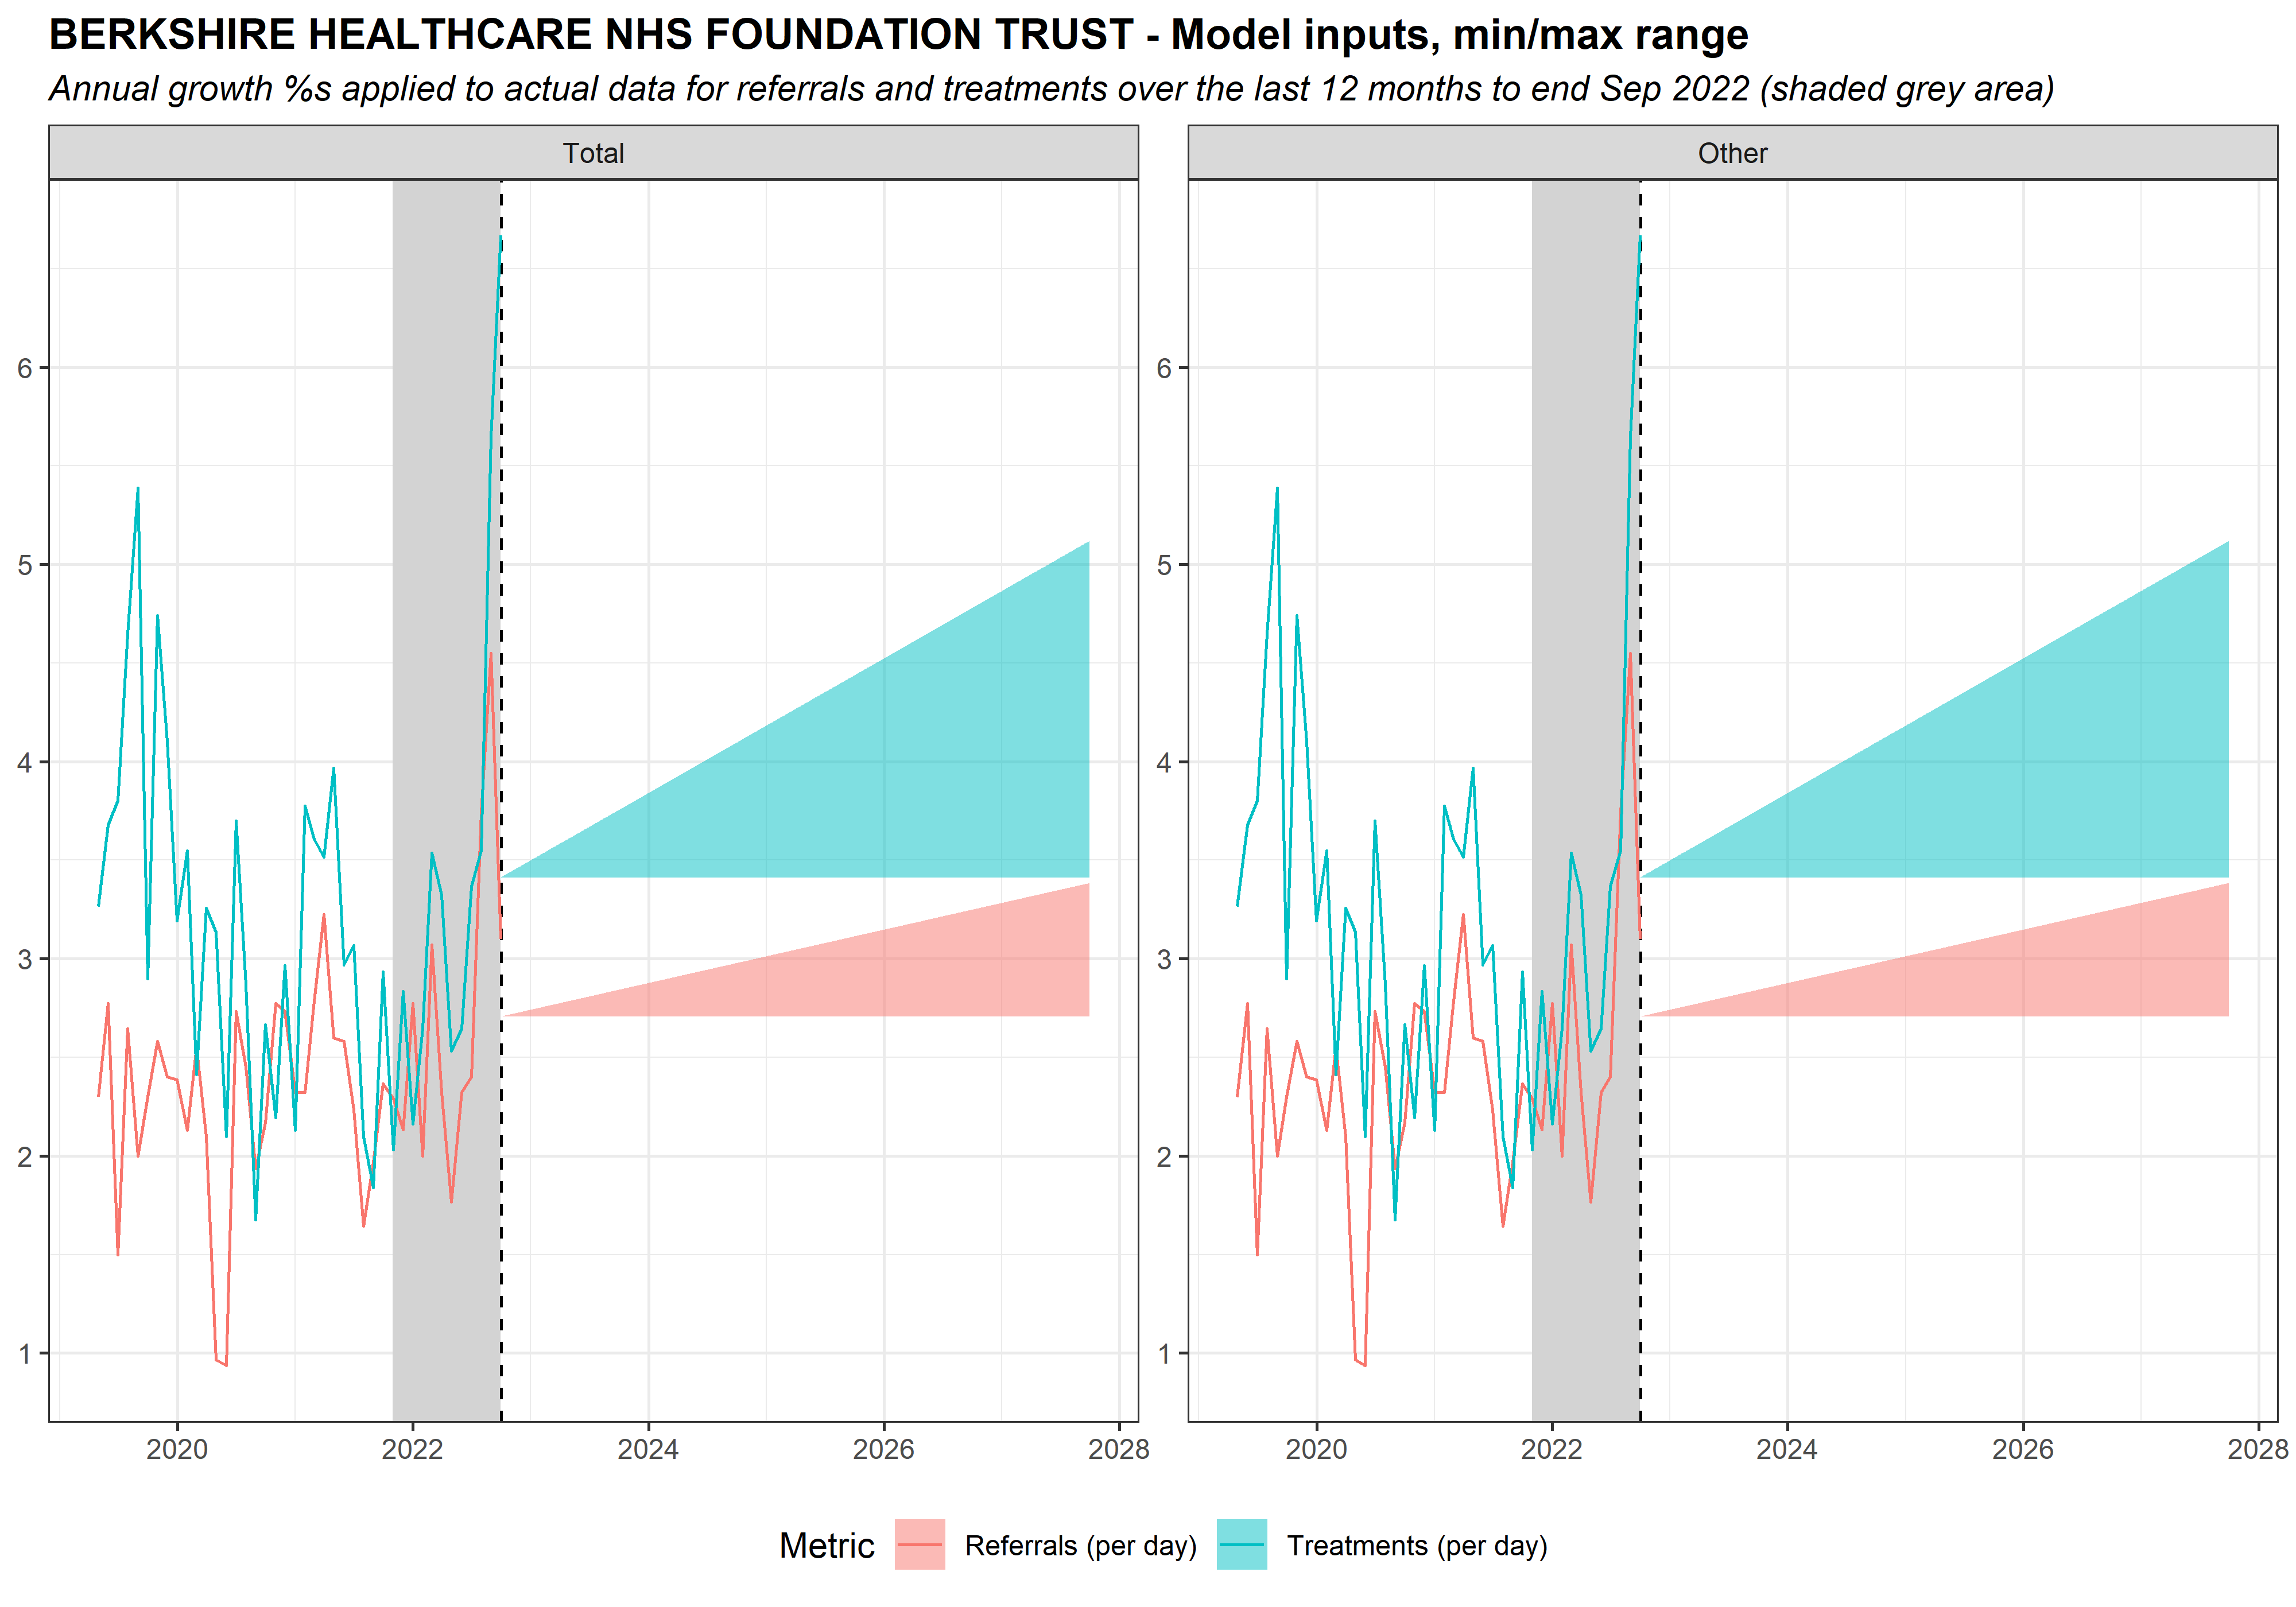 BERKSHIRE HEALTHCARE NHS FOUNDATION TRUST - Model inputs, min/max range
Annual growth %s applied to actual data for referrals and treatments over the last 12 months to end Sep 2022 (shaded grey area)
Total
Other
6
5
4
3
2
1
6
5
4
3
2
1
2020 2022 2024 2026 2028
2020 2022 2024 2026 2028
Metric Referrals (per day) Treatments (per day)